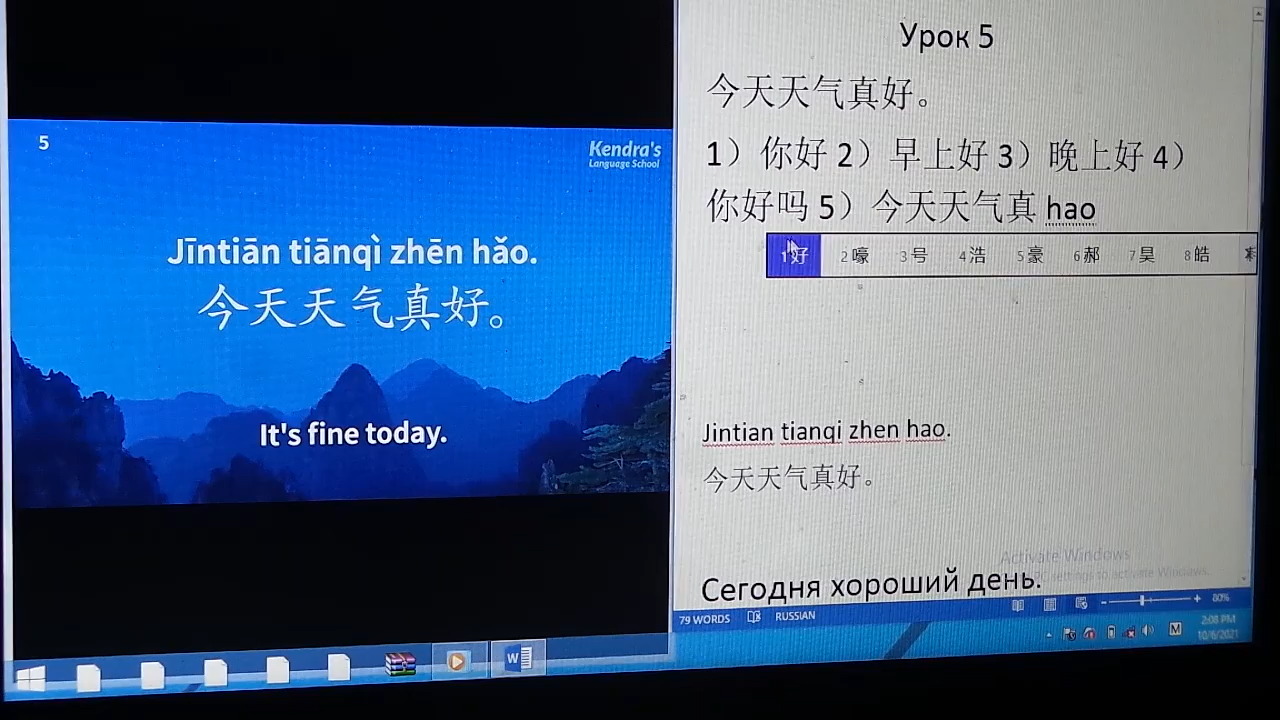 5
Kendra's
Language School
Jīntiān tiānqì zhēn hǎo.
今天天气真好。
It's fine today.
Урок 5
今天天气真好。
1）你好 2）早上好 3）晚上好 4）
你好吗 5）今天天气真 hao
1 好 2 嚎 3 号 4 浩 5 豪 6 郝 7 昊 8 皓
Jintian tianqi zhen hao.
今天天气真好。
Activate Windows
settings to activate Windows.
Сегодня хороший день.
79 WORDS RUSSIAN 80%
W M 2:08 PM
10/6/2021